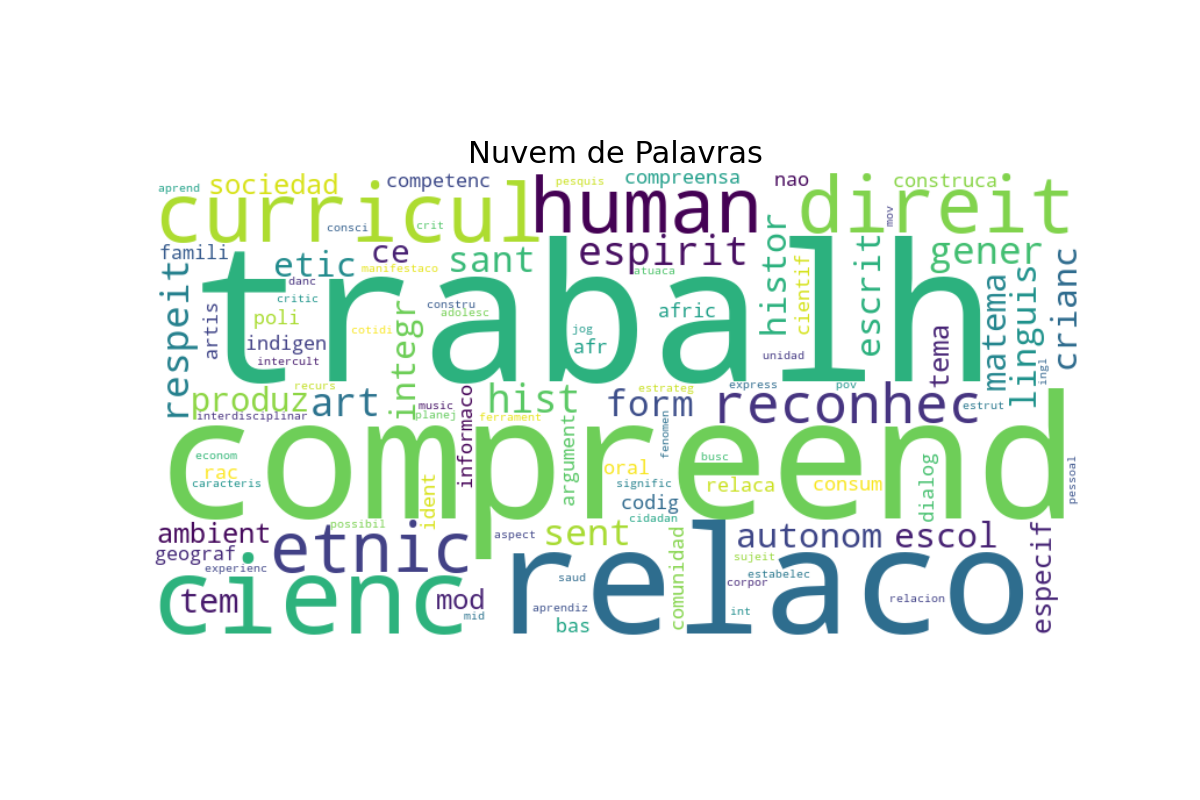 Nuvem de Palavras
aprend
sociedad
competenc
pesquis
compreensa
nao
construca
curricul
human
direit
consci
crit
mov
famili
etic
ce
sant
espirit
histor
escrit
gener
manifestaco
atuaca
cientif
linguis
crianc
trabalh
respeit
artis
danc
critic
poli
indigen
intercult
cotidi
integr
constru
adolesc
afric
jog
afr
unidad
tema
matema
ingl
produz
recurs
interdisciplinar
art
music
planej
hist
ferrament
form
estrateg
express
pov
reconhec
estrut
compreend
econom
rac
caracteris
informaco
argument
oral
fenomen
signific
busc
relaca
consum
dialog
pessoal
codig
cidadan
ident
possibil
ambient
geograf
experienc
etnic
aspect
sent
comunidad
autonom
escol
especif
sujeit
estabelec
corpor
cienc
tem
mod
mid
relaco
saud
aprendiz
bas
int
relacion